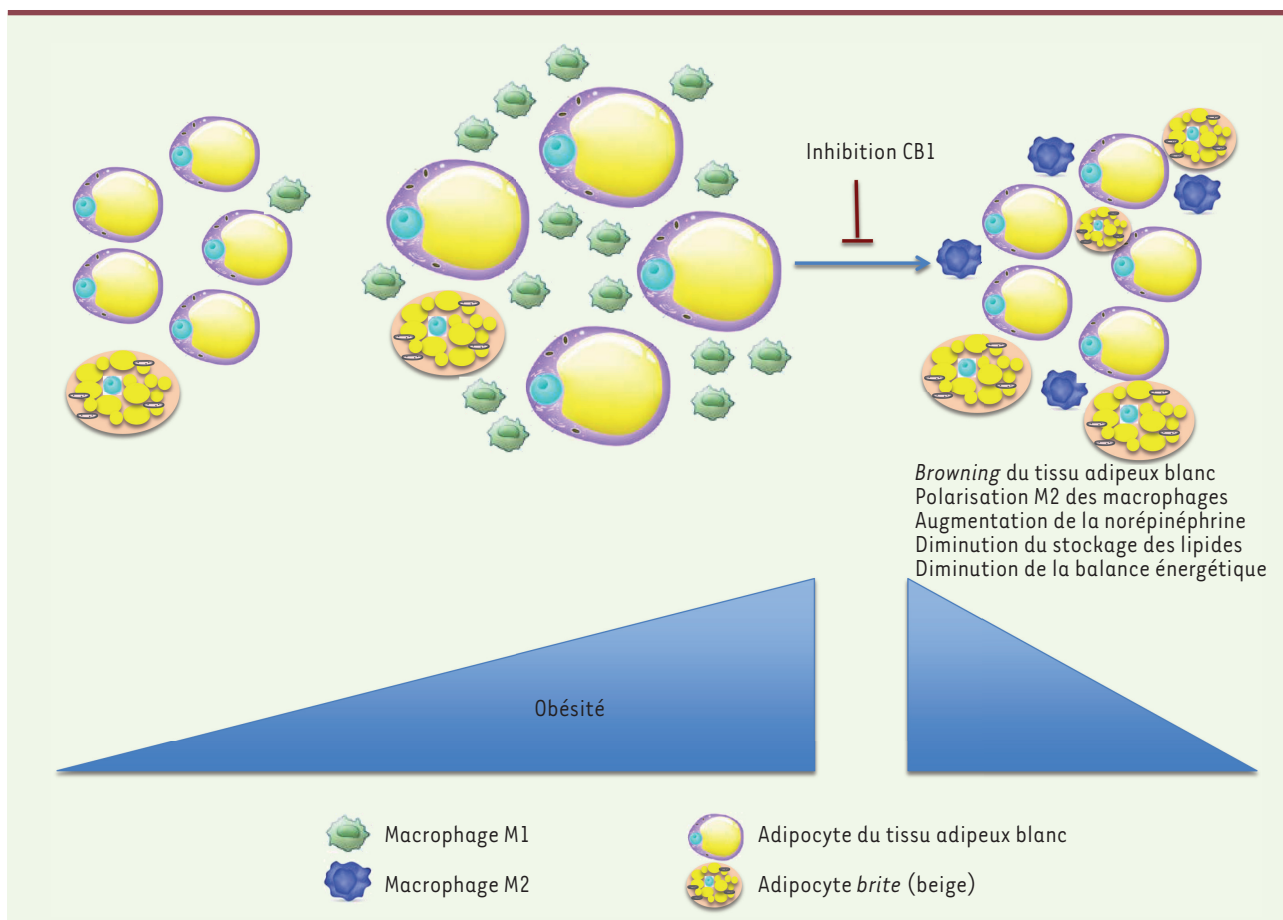 Inhibition CB1
Browning du tissu adipeux blanc
Polarisation M2 des macrophages
Augmentation de la norépinéphrine
Diminution du stockage des lipides
Diminution de la balance énergétique
Obésité
Macrophage M1
Adipocyte du tissu adipeux blanc
Macrophage M2
Adipocyte brite (beige)